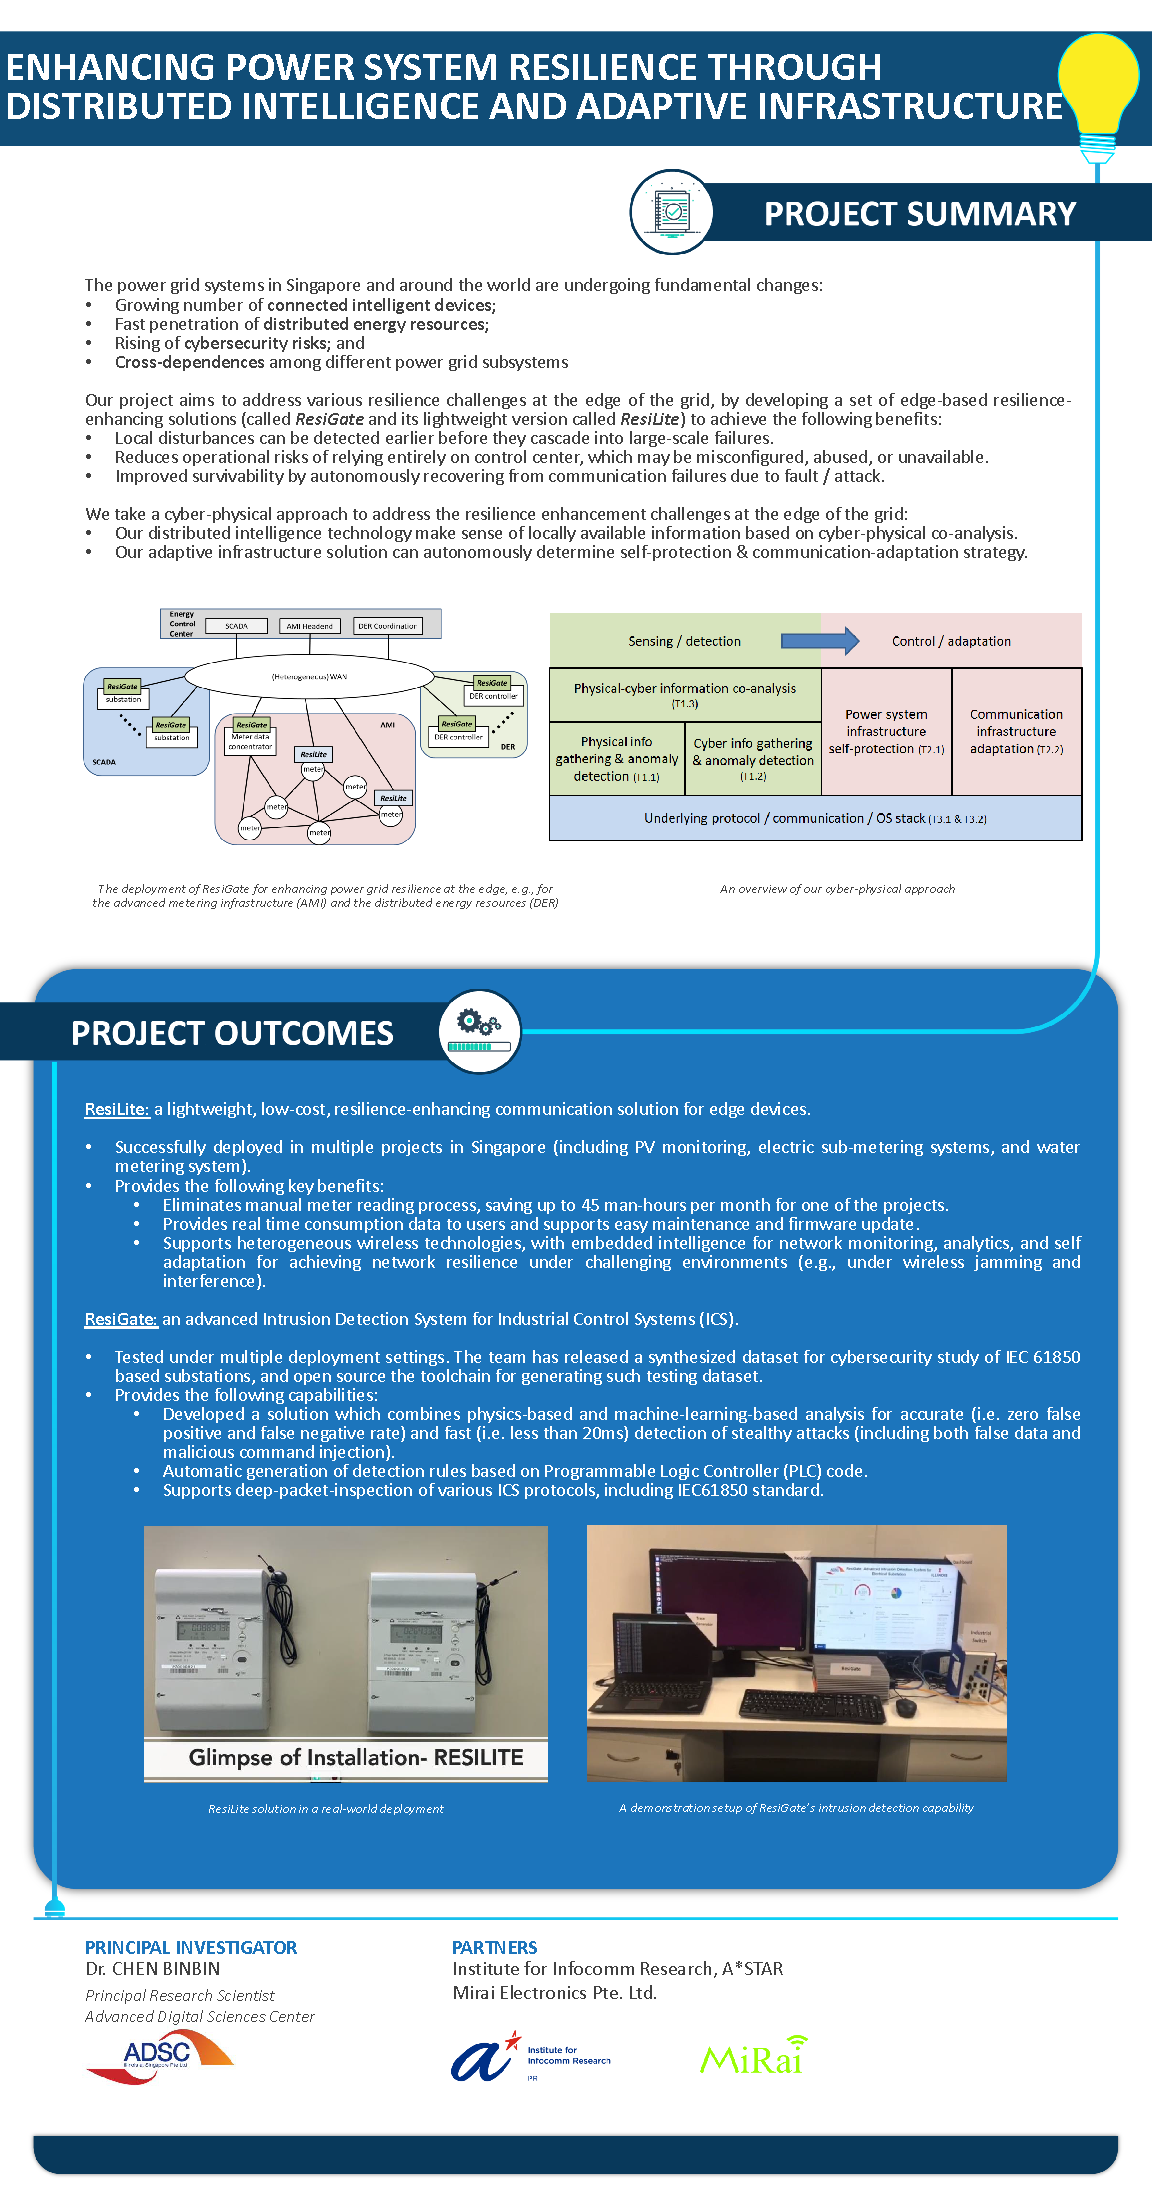 ENHANCING POWER SYSTEM RESILIENCE THROUGH
DISTRIBUTED INTELLIGENCE AND ADAPTIVE INFRASTRUCTURE
PROJECT SUMMARY
The power grid systems in Singapore and around the world are undergoing fundamental changes:
• Growing number of connected intelligent devices;
• Fast penetration of distributed energy resources;
• Rising of cybersecurity risks; and
• Cross-dependences among different power grid subsystems
Our project aims to address various resilience challenges at the edge of the grid, by developing a set of edge-based resilience-
enhancing solutions (called ResiGate and its lightweight version called ResiLite) to achieve the following benefits:
• Local disturbances can be detected earlier before they cascade into large-scale failures.
• Reduces operational risks of relying entirely on control center, which may be misconfigured, abused, or unavailable.
• Improved survivability by autonomously recovering from communication failures due to fault / attack.
We take a cyber-physical approach to address the resilience enhancement challenges at the edge of the grid:
• Our distributed intelligence technology make sense of locally available information based on cyber-physical co-analysis.
• Our adaptive infrastructure solution can autonomously determine self-protection & communication-adaptation strategy.
Energy
Control
Center
SCADA
AMI Headend
DER Coordination
(Heterogeneous) WAN
ResiGate
substation
ResiGate
substation
SCADA
ResiGate
Meter data
concentrator
AMI
ResiLite
meter
meter
ResiLite
meter
meter
meter
meter
ResiGate
DER controller
ResiGate
DER controller
DER
Sensing / detection
Control / adaptation
Physical-cyber information co-analysis
(T1.3)
Physical info
gathering & anomaly
detection (T1.1)
Cyber info gathering
& anomaly detection
(T1.2)
Power system
infrastructure
self-protection (T2.1)
Communication
infrastructure
adaptation (T2.2)
Underlying protocol / communication / OS stack (T3.1 & T3.2)
The deployment of ResiGate for enhancing power grid resilience at the edge, e.g., for
the advanced metering infrastructure (AMI) and the distributed energy resources (DER)
An overview of our cyber-physical approach
PROJECT OUTCOMES
ResiLite: a lightweight, low-cost, resilience-enhancing communication solution for edge devices.
• Successfully deployed in multiple projects in Singapore (including PV monitoring, electric sub-metering systems, and water
metering system).
• Provides the following key benefits:
• Eliminates manual meter reading process, saving up to 45 man-hours per month for one of the projects.
• Provides real time consumption data to users and supports easy maintenance and firmware update.
• Supports heterogeneous wireless technologies, with embedded intelligence for network monitoring, analytics, and self
adaptation for achieving network resilience under challenging environments (e.g., under wireless jamming and
interference).
ResiGate: an advanced Intrusion Detection System for Industrial Control Systems (ICS).
• Tested under multiple deployment settings. The team has released a synthesized dataset for cybersecurity study of IEC 61850
based substations, and open source the toolchain for generating such testing dataset.
• Provides the following capabilities:
• Developed a solution which combines physics-based and machine-learning-based analysis for accurate (i.e. zero false
positive and false negative rate) and fast (i.e. less than 20ms) detection of stealthy attacks (including both false data and
malicious command injection).
• Automatic generation of detection rules based on Programmable Logic Controller (PLC) code.
• Supports deep-packet-inspection of various ICS protocols, including IEC61850 standard.
Industrial
Switch
ResiGate
Glimpse of Installation- RESILITE
ResiLite solution in a real-world deployment
A demonstration setup of ResiGate's intrusion detection capability
PRINCIPAL INVESTIGATOR
Dr. CHEN BINBIN
Principal Research Scientist
Advanced Digital Sciences Center
ADSC
Illinois at Singapore Pte Ltd
PARTNERS
Institute for Infocomm Research, A*STAR
Mirai Electronics Pte. Ltd.
Institute for
Infocomm Research
MiRai